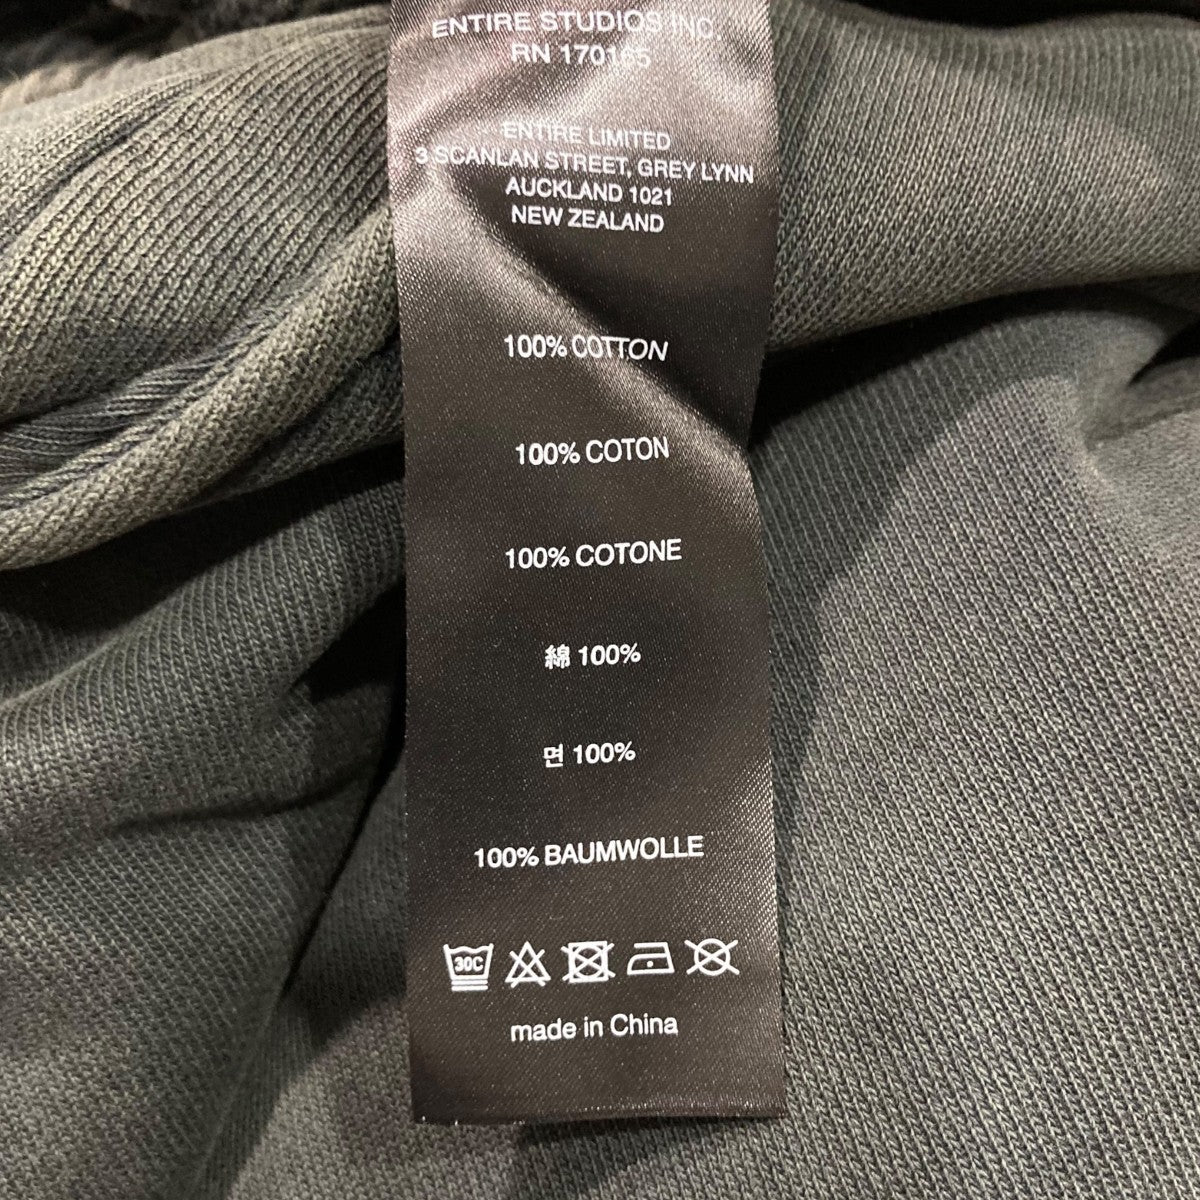 ENTIRE STUDIOS INC.
RN 170165
ENTIRE LIMITED
3 SCANLAN STREET, GREY LYNN
AUCKLAND 1021
NEW ZEALAND
100% COTTON
100% COTON
100% COTONE
綿 100%
면 100%
100% BAUMWOLLE
30C
made in China